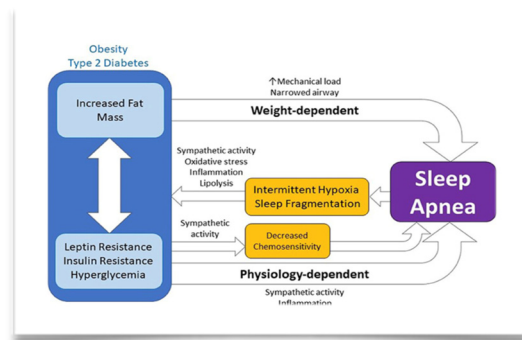 Obesity
Type 2 Diabetes
Increased Fat
Mass
↑Mechanical load
Narrowed airway
Weight-dependent
Sympathetic activity
Oxidative stress
Inflammation
Lipolysis
Intermittent Hypoxia
Sleep Fragmentation
Sleep
Apnea
Leptin Resistance
Insulin Resistance
Hyperglycemia
Sympathetic
activity
Decreased
Chemosensitivity
Physiology-dependent
Sympathetic activity
Inflammation